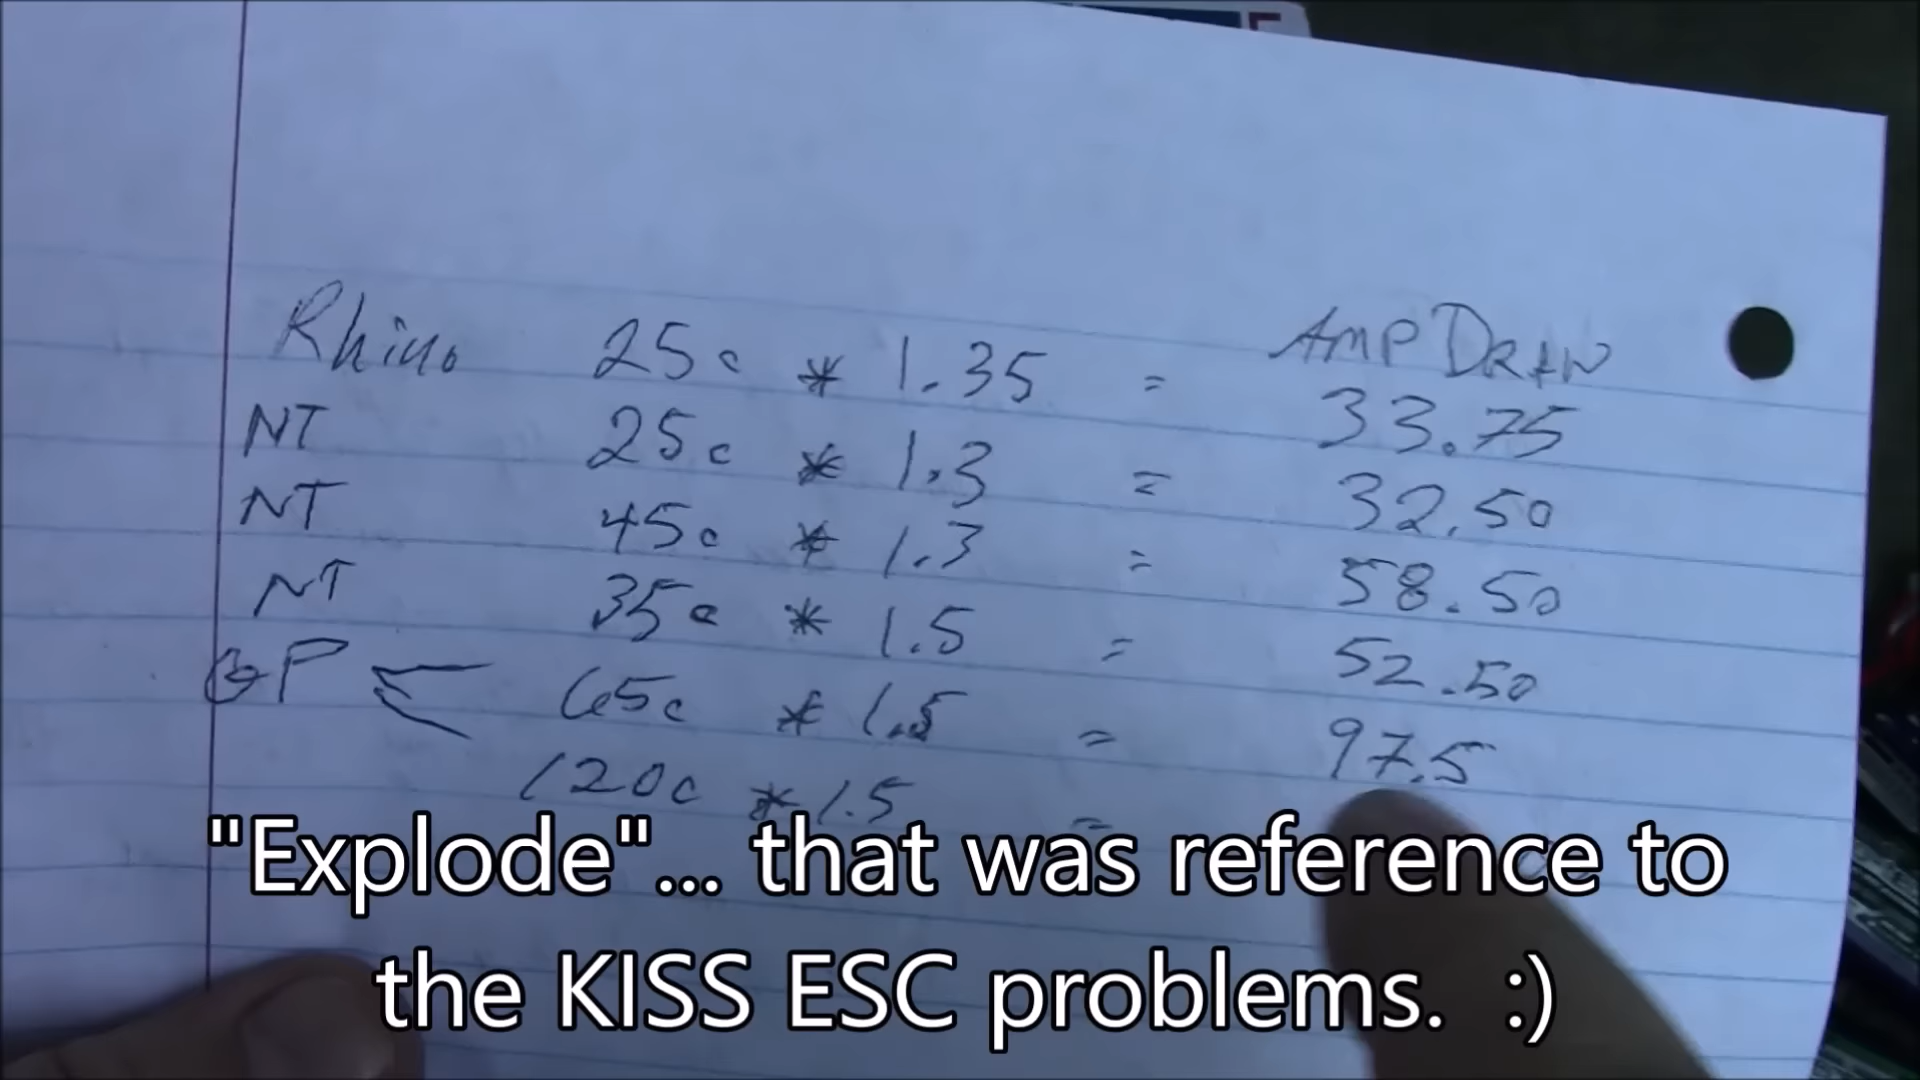 AMP DRAW
Rhino 25c * 1.35 = 33.75
NT 25c * 1.3 = 32.50
NT 45c * 1.3 = 58.50
NT 35c * 1.5 = 52.50
GP 65c * 1.5 = 97.5
120c * 1.5 =
"Explode"... that was reference to
the KISS ESC problems. :)